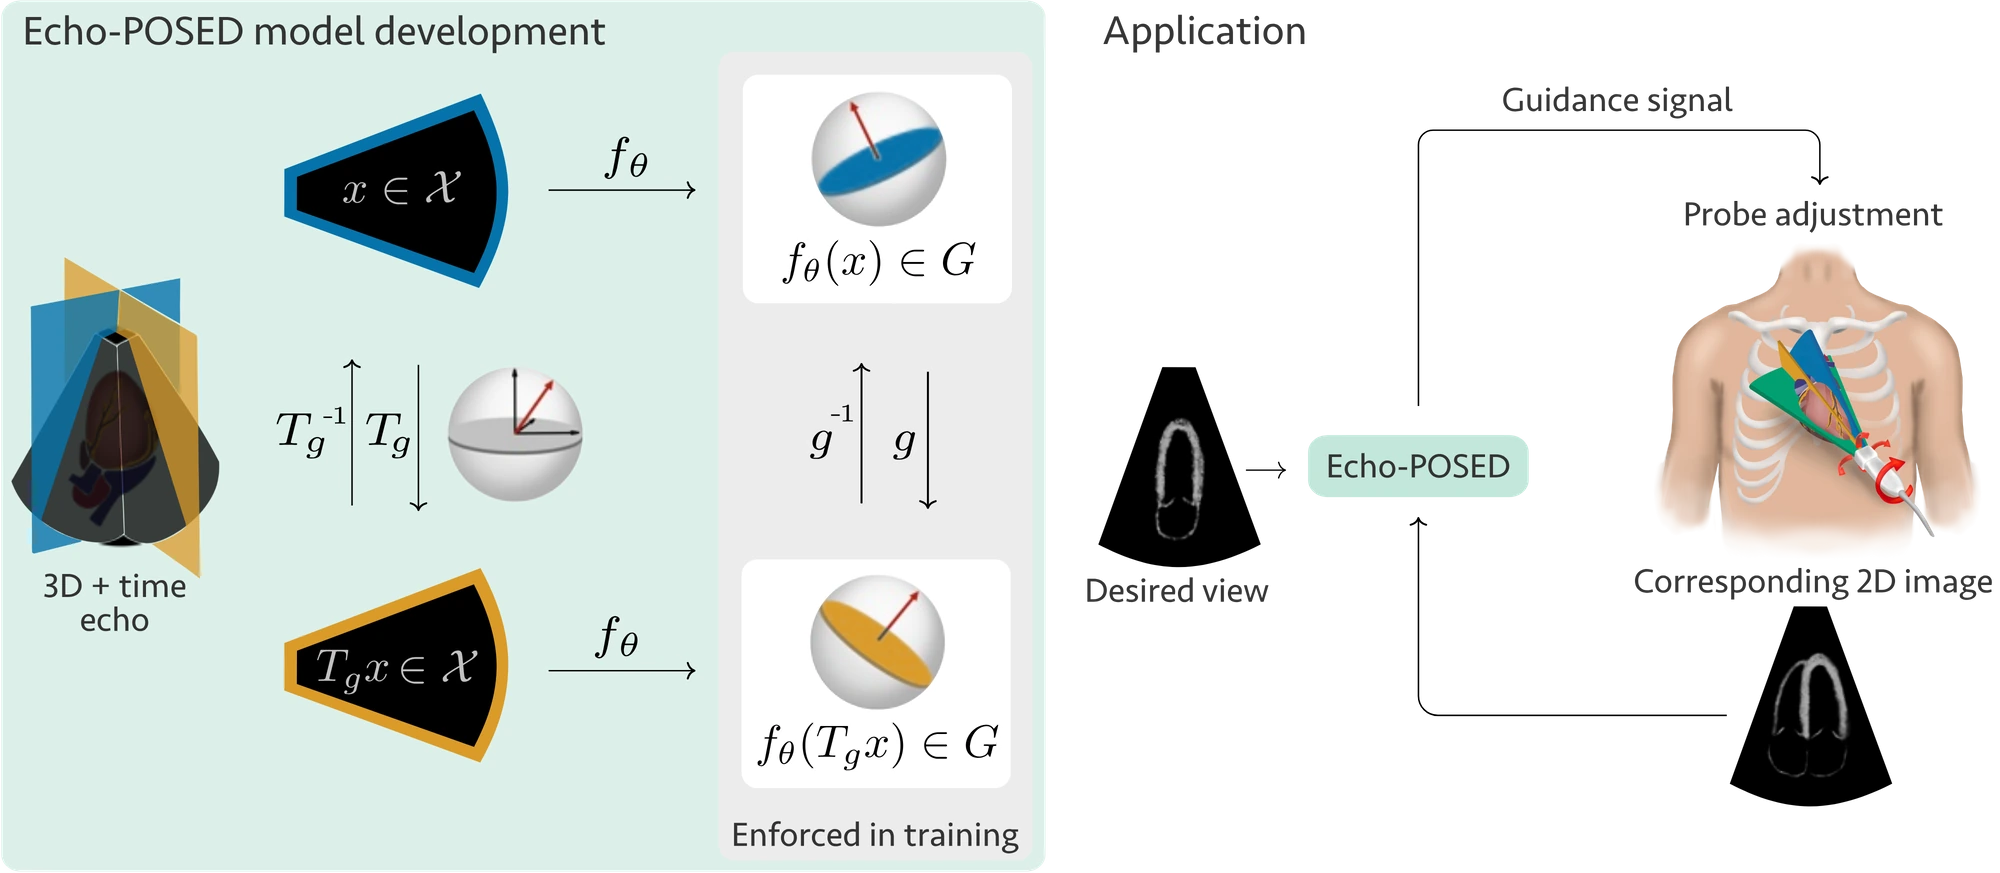 Echo-POSED model development
x ∈ 𝒳
f_θ
f_θ(x) ∈ G
T_g^{-1}
T_g
g^{-1}
g
3D + time
echo
T_g x ∈ 𝒳
f_θ
f_θ(T_g x) ∈ G
Enforced in training
Application
Guidance signal
Probe adjustment
Echo-POSED
Desired view
Corresponding 2D image